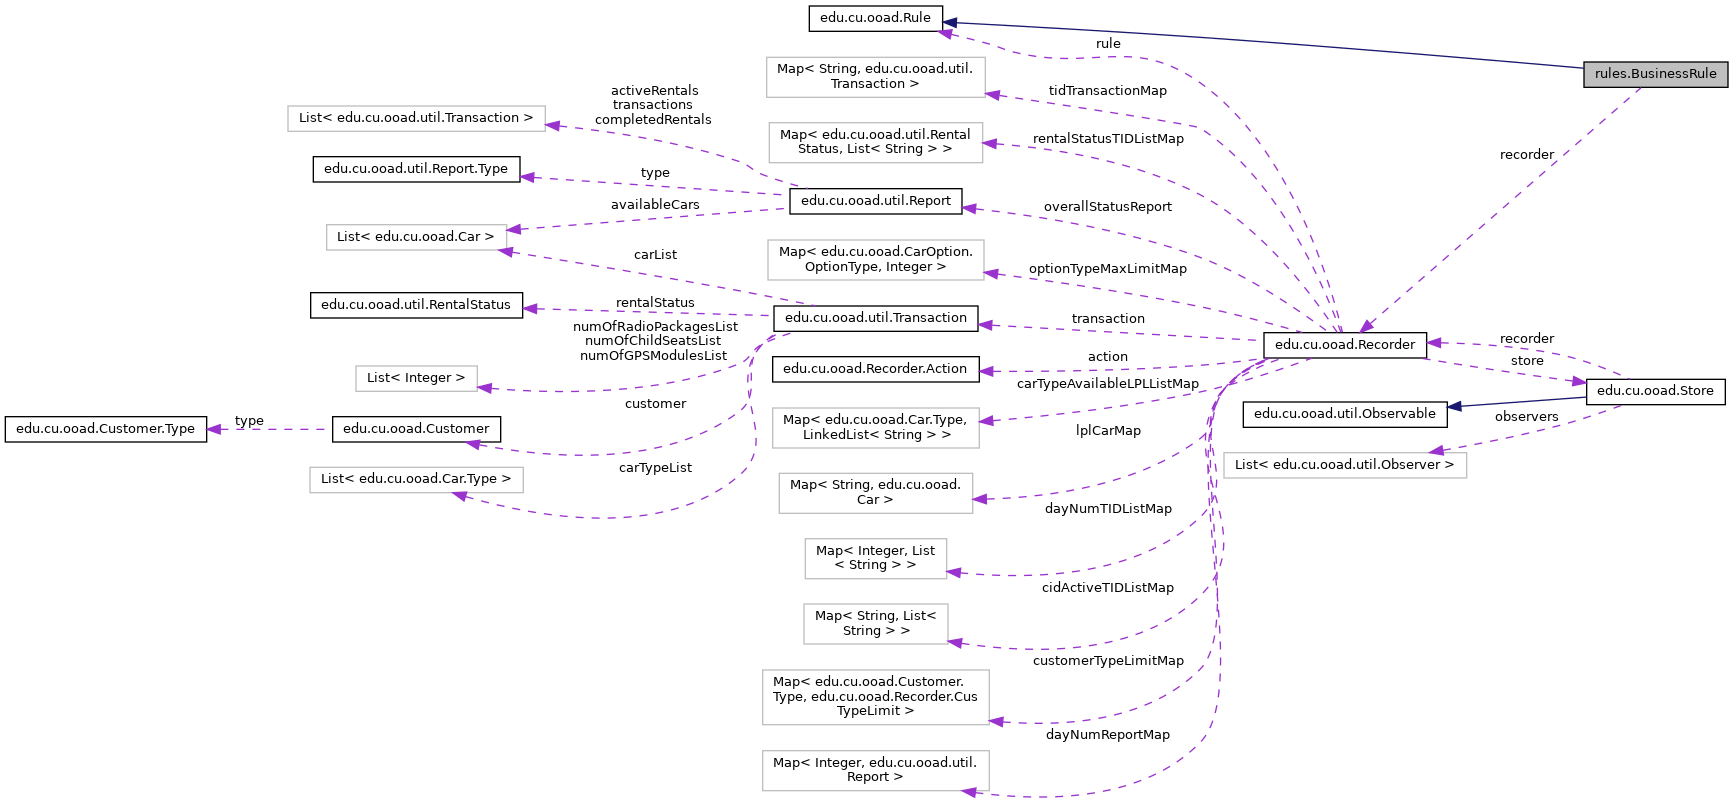 edu.cu.ooad.Rule
rule
rules.BusinessRule
Map< String, edu.cu.ooad.util.
Transaction >
tidTransactionMap
activeRentals
transactions
completedRentals
List< edu.cu.ooad.util.Transaction >
Map< edu.cu.ooad.util.Rental
Status, List< String > >
rentalStatusTIDListMap
recorder
edu.cu.ooad.util.Report.Type
type
edu.cu.ooad.util.Report
availableCars
overallStatusReport
List< edu.cu.ooad.Car >
carList
Map< edu.cu.ooad.CarOption.
OptionType, Integer >
optionTypeMaxLimitMap
edu.cu.ooad.util.RentalStatus
rentalStatus
edu.cu.ooad.util.Transaction
transaction
numOfRadioPackagesList
numOfChildSeatsList
numOfGPSModulesList
edu.cu.ooad.Recorder
recorder
store
action
edu.cu.ooad.Recorder.Action
List< Integer >
carTypeAvailableLPLListMap
edu.cu.ooad.Store
customer
Map< edu.cu.ooad.Car.Type,
LinkedList< String > >
edu.cu.ooad.util.Observable
observers
edu.cu.ooad.Customer.Type
type
edu.cu.ooad.Customer
lplCarMap
List< edu.cu.ooad.util.Observer >
carTypeList
List< edu.cu.ooad.Car.Type >
Map< String, edu.cu.ooad.
Car >
dayNumTIDListMap
Map< Integer, List
< String > >
cidActiveTIDListMap
Map< String, List<
String > >
customerTypeLimitMap
Map< edu.cu.ooad.Customer.
Type, edu.cu.ooad.Recorder.Cus
TypeLimit >
dayNumReportMap
Map< Integer, edu.cu.ooad.util.
Report >